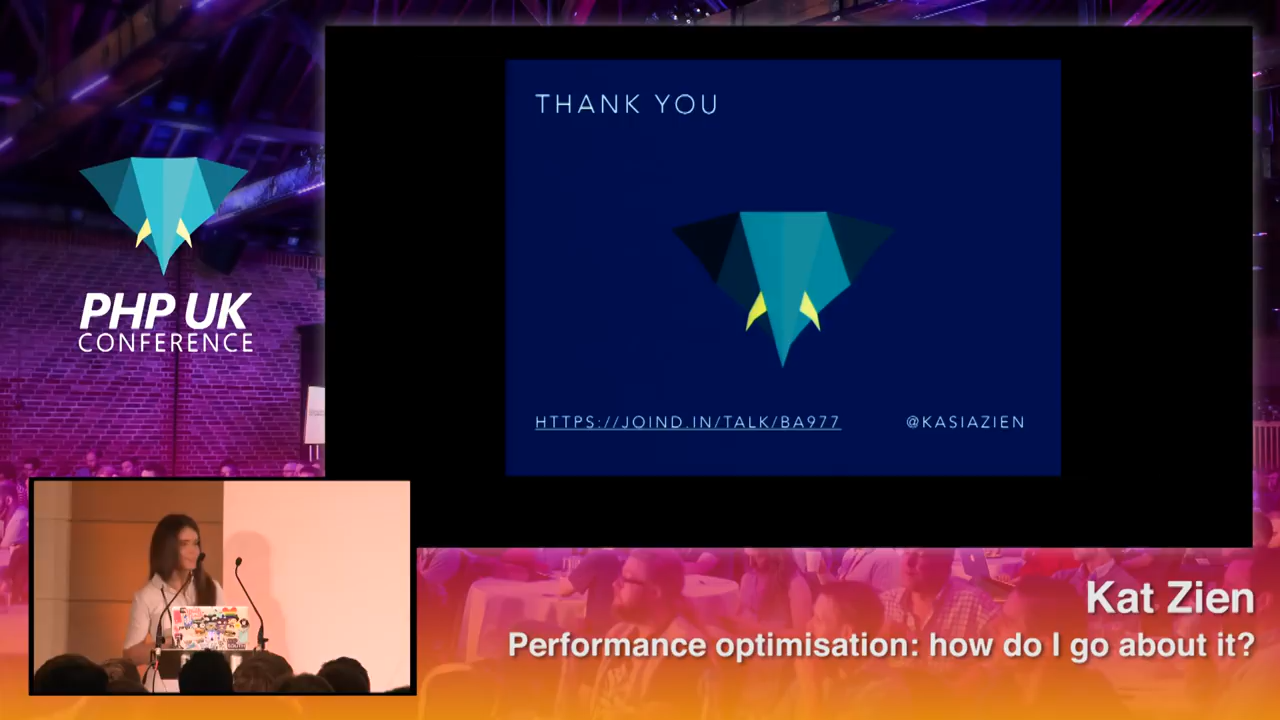 THANK YOU
HTTPS://JOIND.IN/TALK/BA977
@KASIAZIEN
PHP UK
CONFERENCE
Kat Zien
Performance optimisation: how do I go about it?